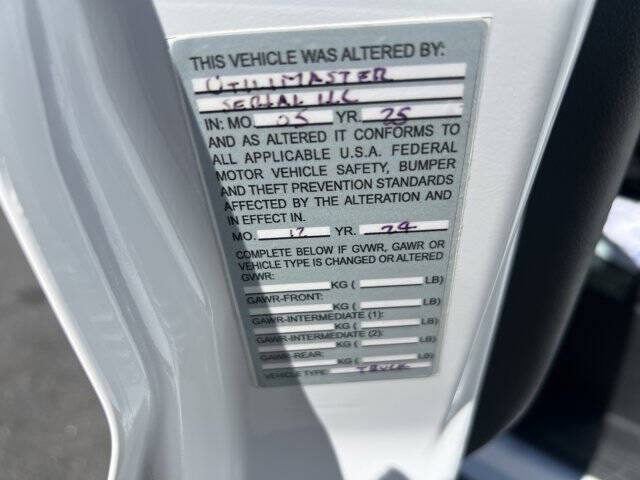 THIS VEHICLE WAS ALTERED BY:
UTILIMASTER
SERIAL LLC
IN: MO. 05 YR. 25
AND AS ALTERED IT CONFORMS TO
ALL APPLICABLE U.S.A. FEDERAL
MOTOR VEHICLE SAFETY, BUMPER
AND THEFT PREVENTION STANDARDS
AFFECTED BY THE ALTERATION AND
IN EFFECT IN.
MO. 12 YR. 24
COMPLETE BELOW IF GVWR, GAWR OR
VEHICLE TYPE IS CHANGED OR ALTERED
GVWR:
KG ( LB)
GAWR-FRONT:
KG ( LB)
GAWR-INTERMEDIATE (1):
KG ( LB)
GAWR-INTERMEDIATE (2):
KG ( LB)
GAWR-REAR:
KG ( LB)
VEHICLE TYPE TRUCK